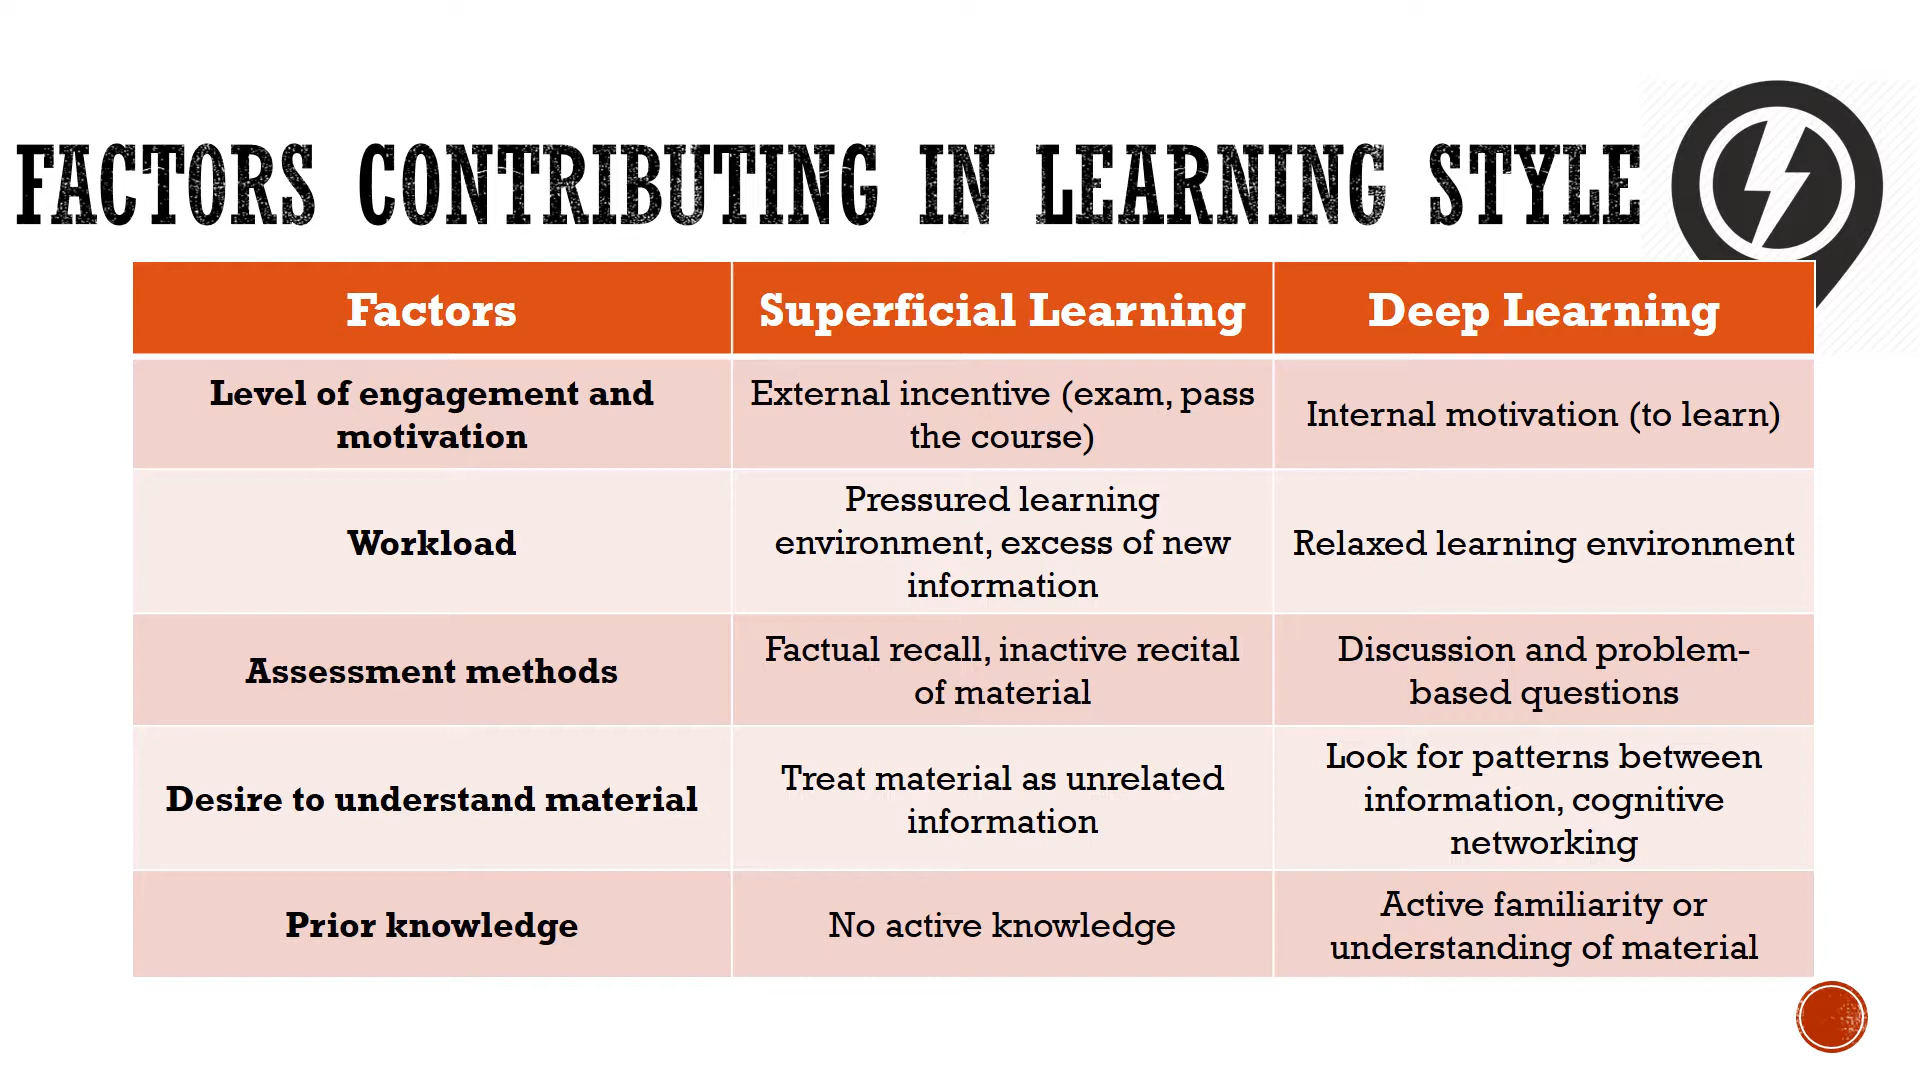 FACTORS CONTRIBUTING IN LEARNING STYLE
Factors
Superficial Learning
Deep Learning
Level of engagement and
motivation
External incentive (exam, pass
the course)
Internal motivation (to learn)
Workload
Pressured learning
environment, excess of new
information
Relaxed learning environment
Assessment methods
Factual recall, inactive recital
of material
Discussion and problem-
based questions
Desire to understand material
Treat material as unrelated
information
Look for patterns between
information, cognitive
networking
Prior knowledge
No active knowledge
Active familiarity or
understanding of material